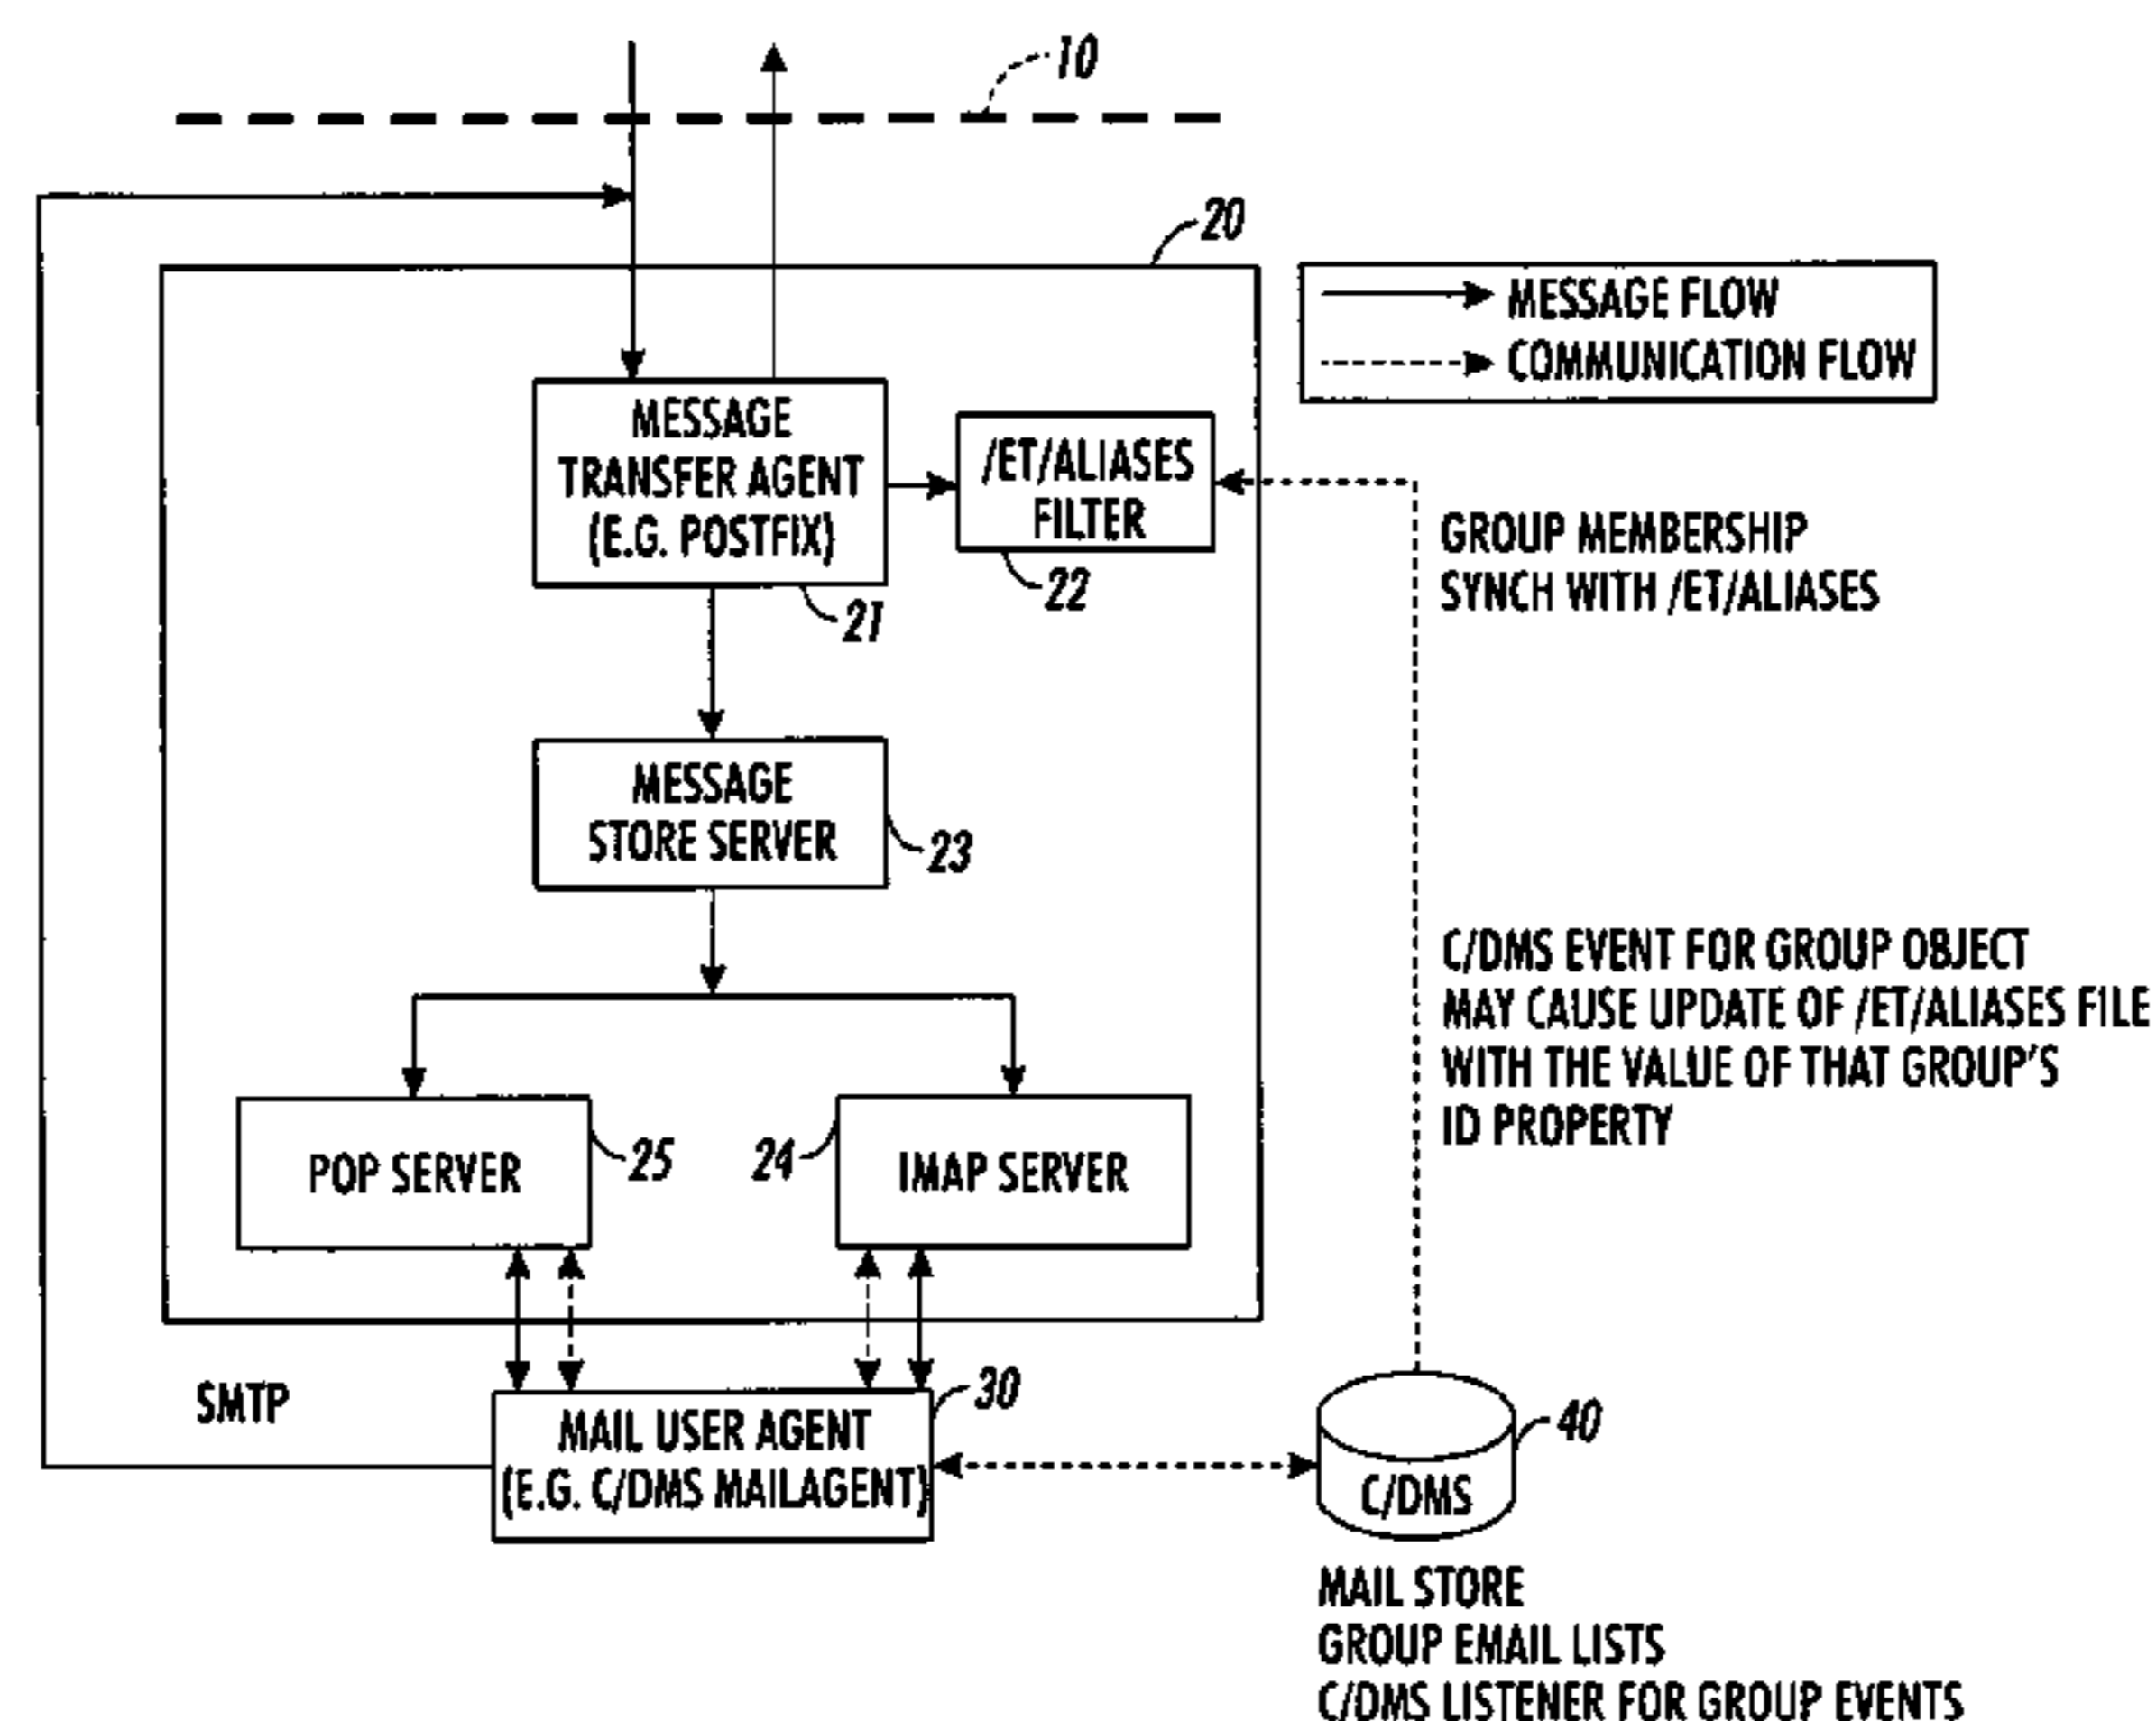 10
20
MESSAGE FLOW
COMMUNICATION FLOW
MESSAGE
TRANSFER AGENT
(E.G. POSTFIX)
21
/ET/ALIASES
FILTER
22
GROUP MEMBERSHIP
SYNCH WITH /ET/ALIASES
MESSAGE
STORE SERVER
23
C/DMS EVENT FOR GROUP OBJECT
MAY CAUSE UPDATE OF /ET/ALIASES FILE
WITH THE VALUE OF THAT GROUP'S
ID PROPERTY
POP SERVER
25
24
IMAP SERVER
SMTP
MAIL USER AGENT
(E.G. C/DMS MAILAGENT)
30
40
C/DMS
MAIL STORE
GROUP EMAIL LISTS
C/DMS LISTENER FOR GROUP EVENTS